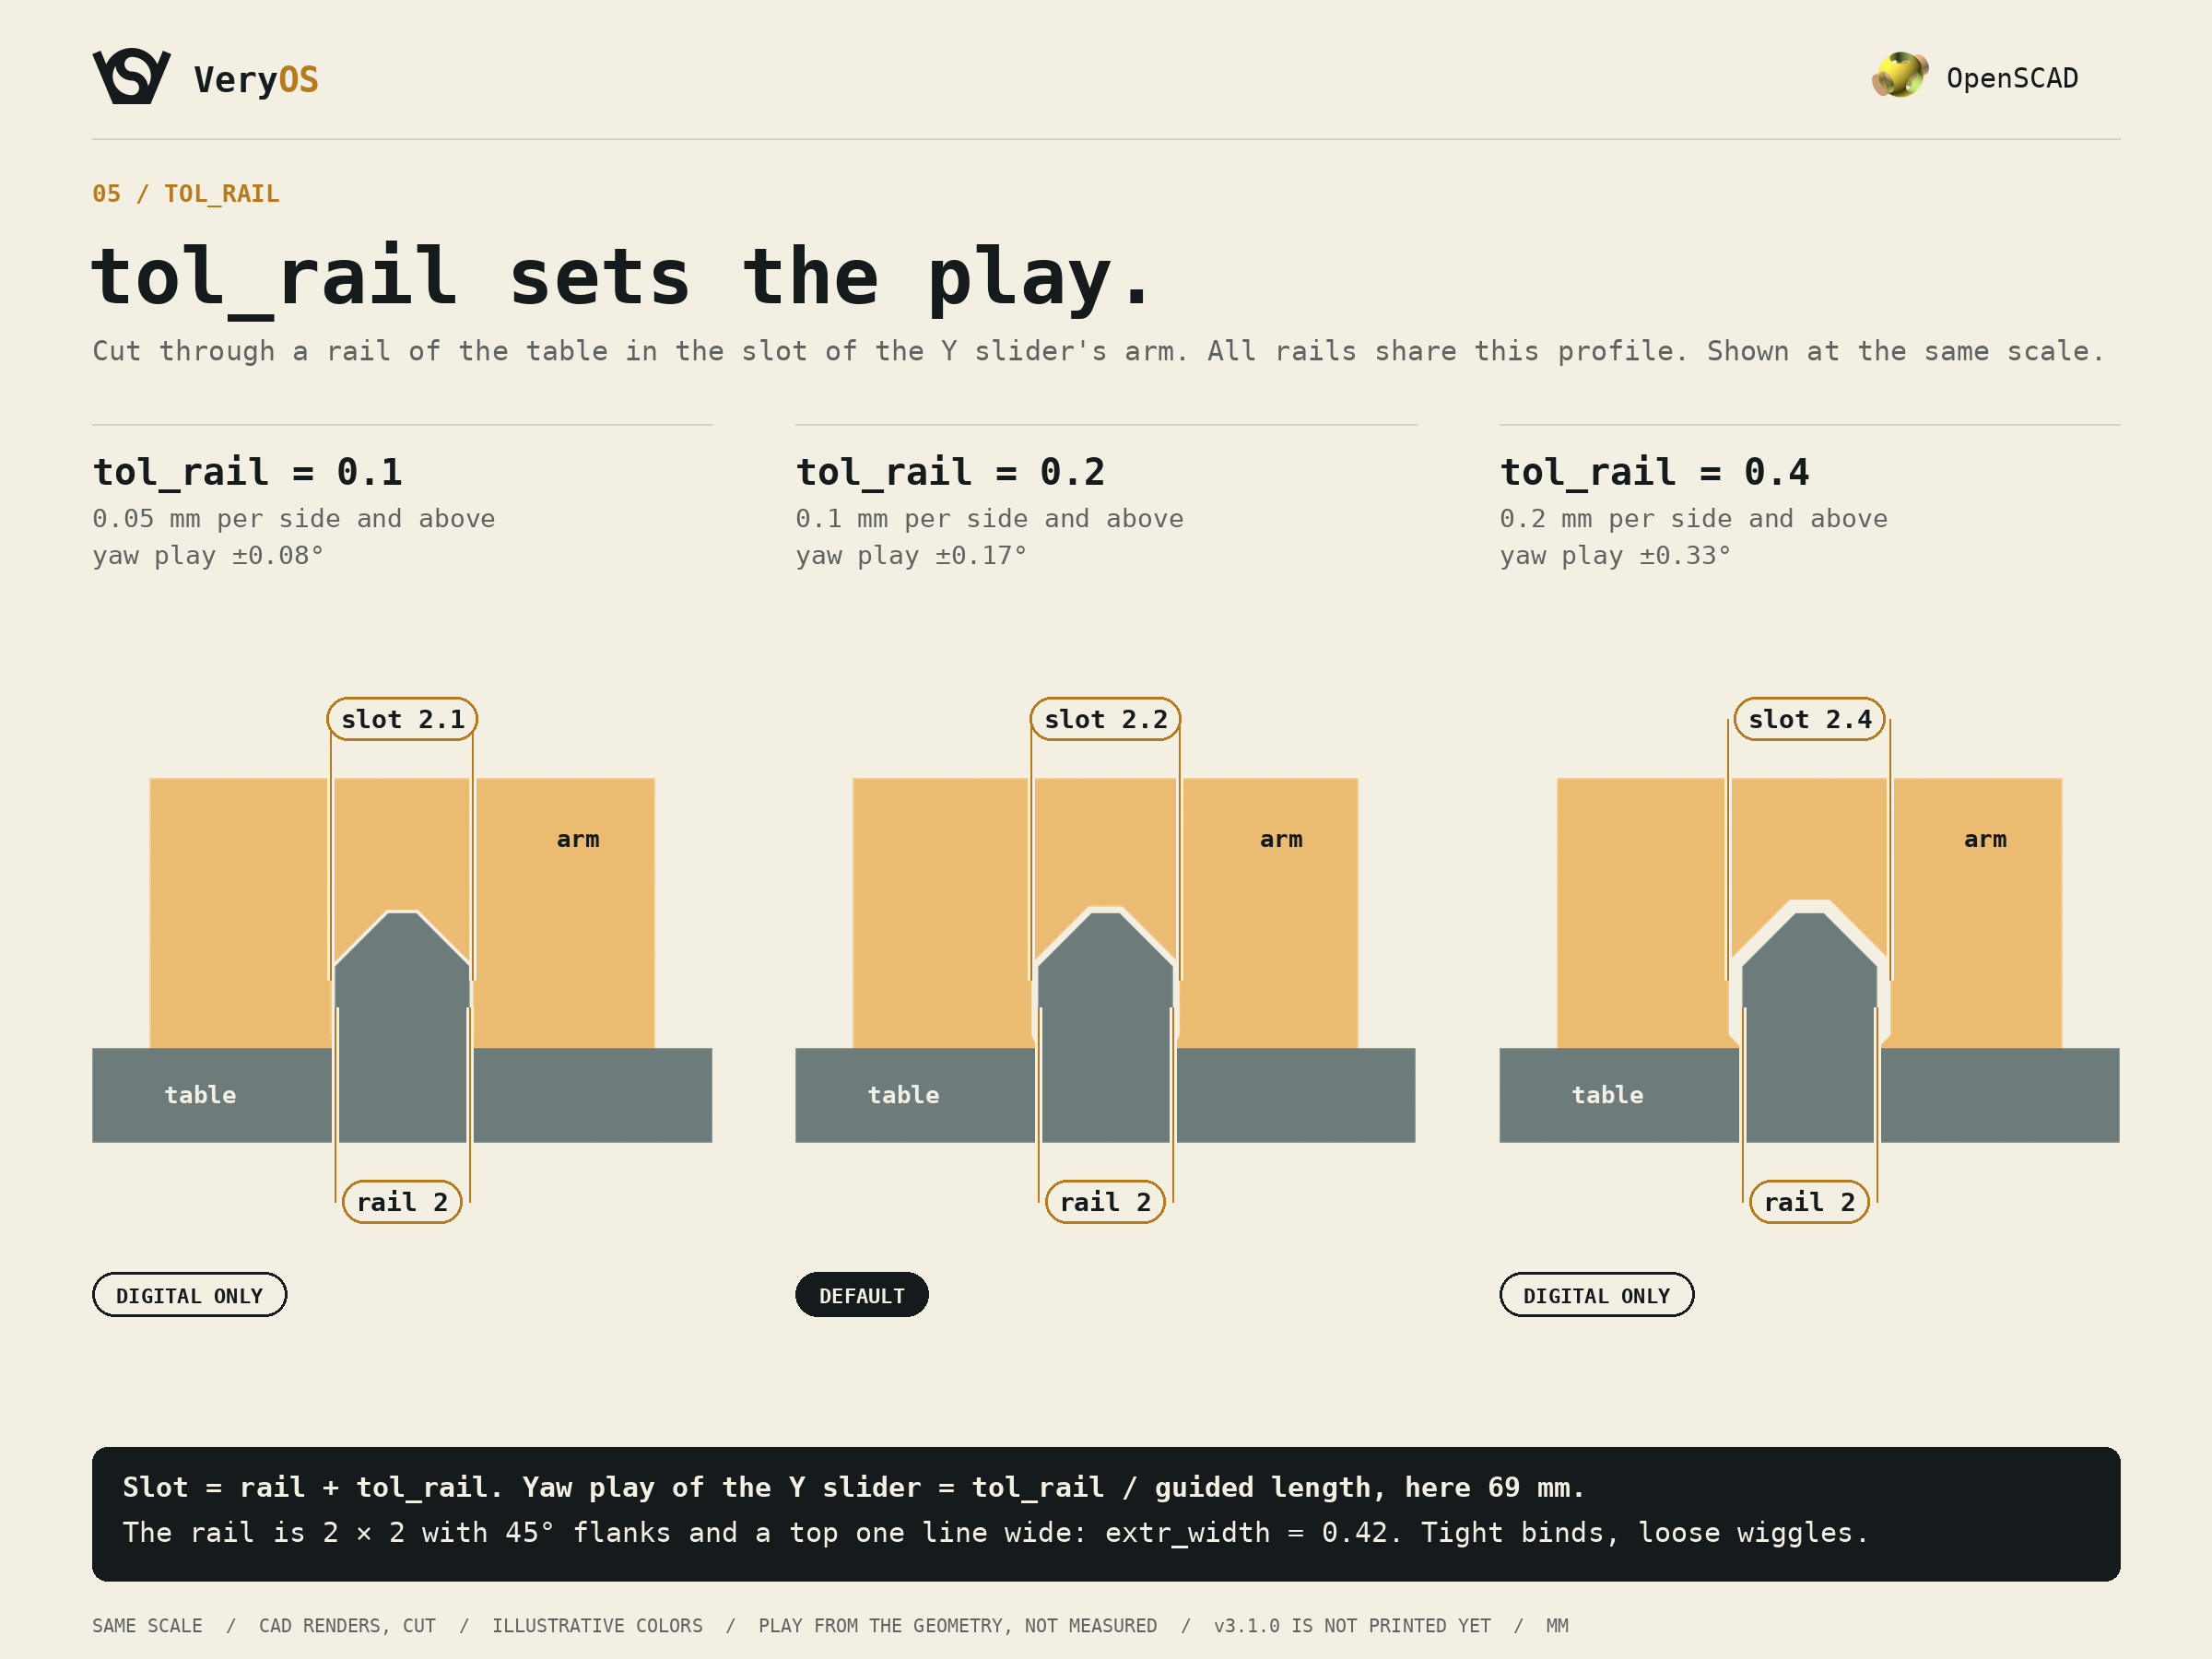 VeryOS
OpenSCAD
05 / TOL_RAIL
tol_rail sets the play.
Cut through a rail of the table in the slot of the Y slider's arm. All rails share this profile. Shown at the same scale.
tol_rail = 0.1
0.05 mm per side and above
yaw play ±0.08°
slot 2.1
arm
table
rail 2
DIGITAL ONLY
tol_rail = 0.2
0.1 mm per side and above
yaw play ±0.17°
slot 2.2
arm
table
rail 2
DEFAULT
tol_rail = 0.4
0.2 mm per side and above
yaw play ±0.33°
slot 2.4
arm
table
rail 2
DIGITAL ONLY
Slot = rail + tol_rail. Yaw play of the Y slider = tol_rail / guided length, here 69 mm.
The rail is 2 × 2 with 45° flanks and a top one line wide: extr_width = 0.42. Tight binds, loose wiggles.
SAME SCALE / CAD RENDERS, CUT / ILLUSTRATIVE COLORS / PLAY FROM THE GEOMETRY, NOT MEASURED / v3.1.0 IS NOT PRINTED YET / MM